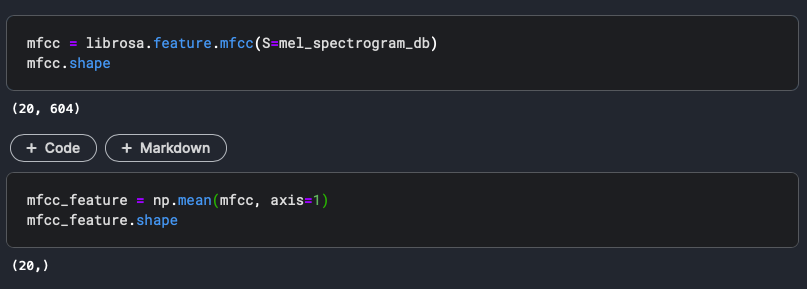 mfcc = librosa.feature.mfcc(S=mel_spectrogram_db)
mfcc.shape
(20, 604)
+ Code + Markdown
mfcc_feature = np.mean(mfcc, axis=1)
mfcc_feature.shape
(20,)